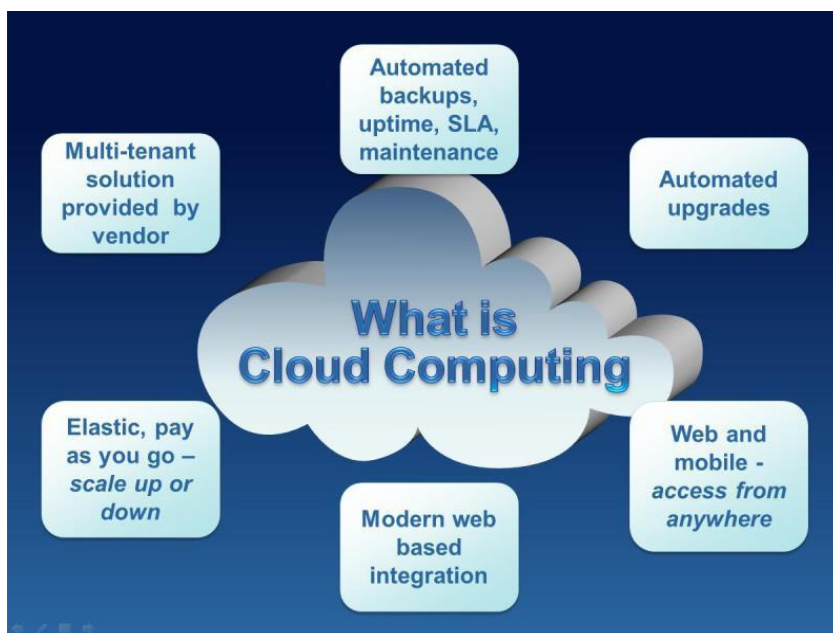 Automated
backups,
uptime, SLA,
maintenance
Multi-tenant
solution
provided by
vendor
Automated
upgrades
What is
Cloud Computing
Elastic, pay
as you go –
scale up or
down
Web and
mobile -
access from
anywhere
Modern web
based
integration